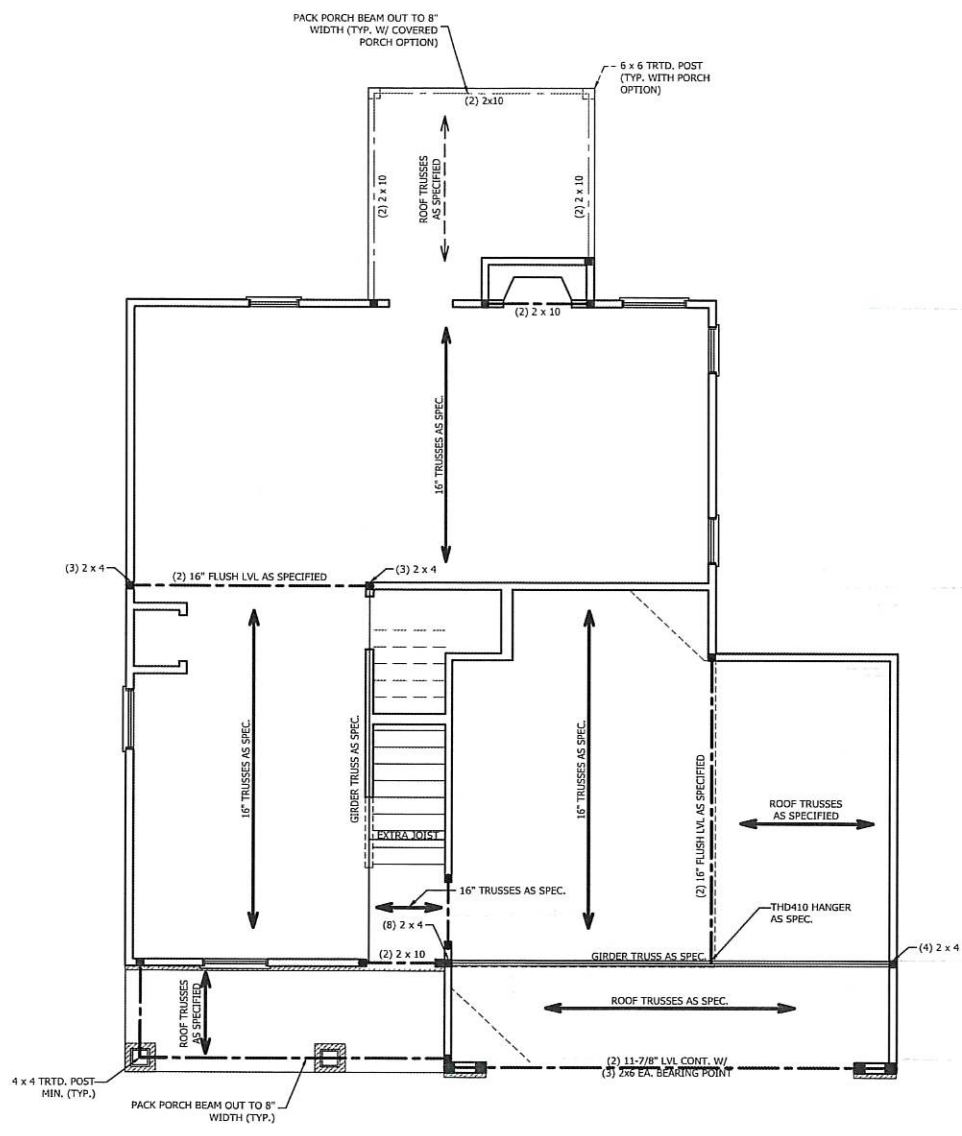 PACK PORCH BEAM OUT TO 8"
WIDTH (TYP. W/ COVERED
PORCH OPTION)
6 x 6 TRTD. POST
(TYP. WITH PORCH
OPTION)
(2) 2x10
ROOF TRUSSES
AS SPECIFIED
(2) 2 x 10
(2) 2 x 10
(2) 2 x 10
16" TRUSSES AS SPEC.
(3) 2 x 4
(2) 16" FLUSH LVL AS SPECIFIED
(3) 2 x 4
16" TRUSSES AS SPEC.
GIRDER TRUSS AS SPEC.
16" TRUSSES AS SPEC.
(2) 16" FLUSH LVL AS SPECIFIED
ROOF TRUSSES
AS SPECIFIED
EXTRA JOIST
16" TRUSSES AS SPEC.
THD410 HANGER
AS SPEC.
(8) 2 x 4
(2) 2 x 10
GIRDER TRUSS AS SPEC.
(4) 2 x 4
ROOF TRUSSES
AS SPECIFIED
ROOF TRUSSES AS SPEC.
(2) 11-7/8" LVL CONT. W/
(3) 2x6 EA. BEARING POINT
4 x 4 TRTD. POST
MIN. (TYP.)
PACK PORCH BEAM OUT TO 8"
WIDTH (TYP.)